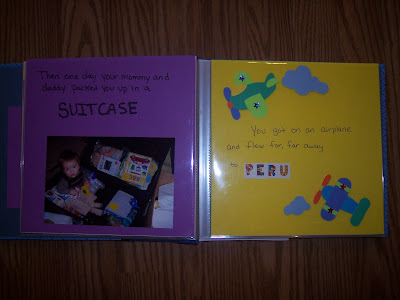 Then one day your mommy and
daddy packed you up in a
SUITCASE
You got on an airplane
and flew far, far away
to PERU